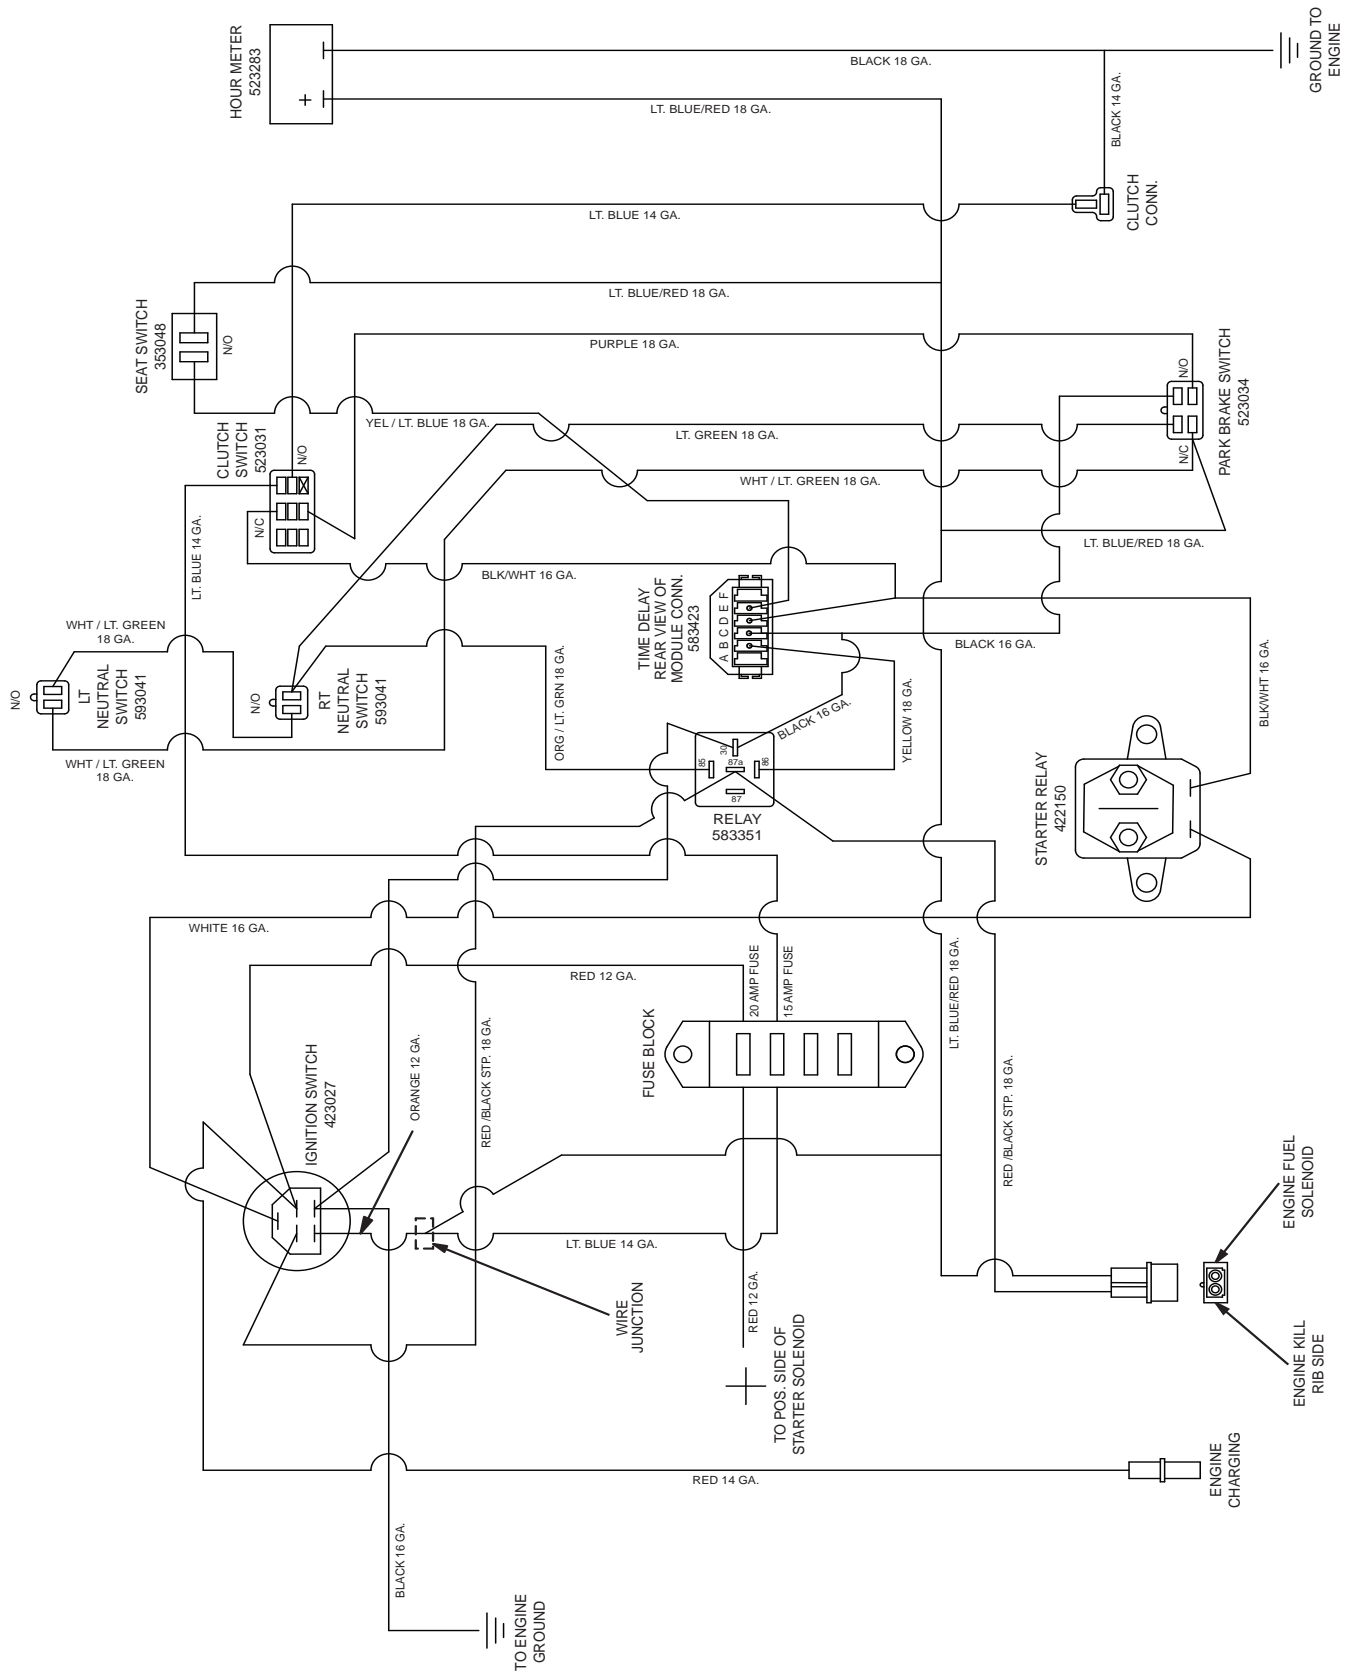 HOUR METER
523283
+
BLACK 18 GA.
GROUND TO
ENGINE
LT. BLUE/RED 18 GA.
BLACK 14 GA.
CLUTCH
CONN.
LT. BLUE 14 GA.
SEAT SWITCH
353048
N/O
LT. BLUE/RED 18 GA.
PURPLE 18 GA.
PARK BRAKE SWITCH
523034
N/O
N/C
CLUTCH
SWITCH
523031
N/O
N/C
YEL / LT. BLUE 18 GA.
LT. GREEN 18 GA.
WHT / LT. GREEN 18 GA.
LT. BLUE 14 GA.
BLK/WHT 16 GA.
LT. BLUE/RED 18 GA.
TIME DELAY
REAR VIEW OF
MODULE CONN.
583423
A B C D E F
BLACK 16 GA.
WHT / LT. GREEN
18 GA.
N/O
LT
NEUTRAL
SWITCH
593041
N/O
RT
NEUTRAL
SWITCH
593041
WHT / LT. GREEN
18 GA.
ORG / LT. GRN 18 GA.
BLACK 16 GA.
YELLOW 18 GA.
BLK/WHT 16 GA.
30
85
87a
86
87
RELAY
583351
STARTER RELAY
422150
WHITE 16 GA.
RED 12 GA.
20 AMP FUSE
15 AMP FUSE
FUSE BLOCK
LT. BLUE/RED 18 GA.
IGNITION SWITCH
423027
ORANGE 12 GA.
RED /BLACK STP. 18 GA.
RED /BLACK STP. 18 GA.
LT. BLUE 14 GA.
WIRE
JUNCTION
RED 12 GA.
TO POS. SIDE OF
STARTER SOLENOID
ENGINE FUEL
SOLENOID
ENGINE KILL
RIB SIDE
RED 14 GA.
ENGINE
CHARGING
BLACK 16 GA.
TO ENGINE
GROUND